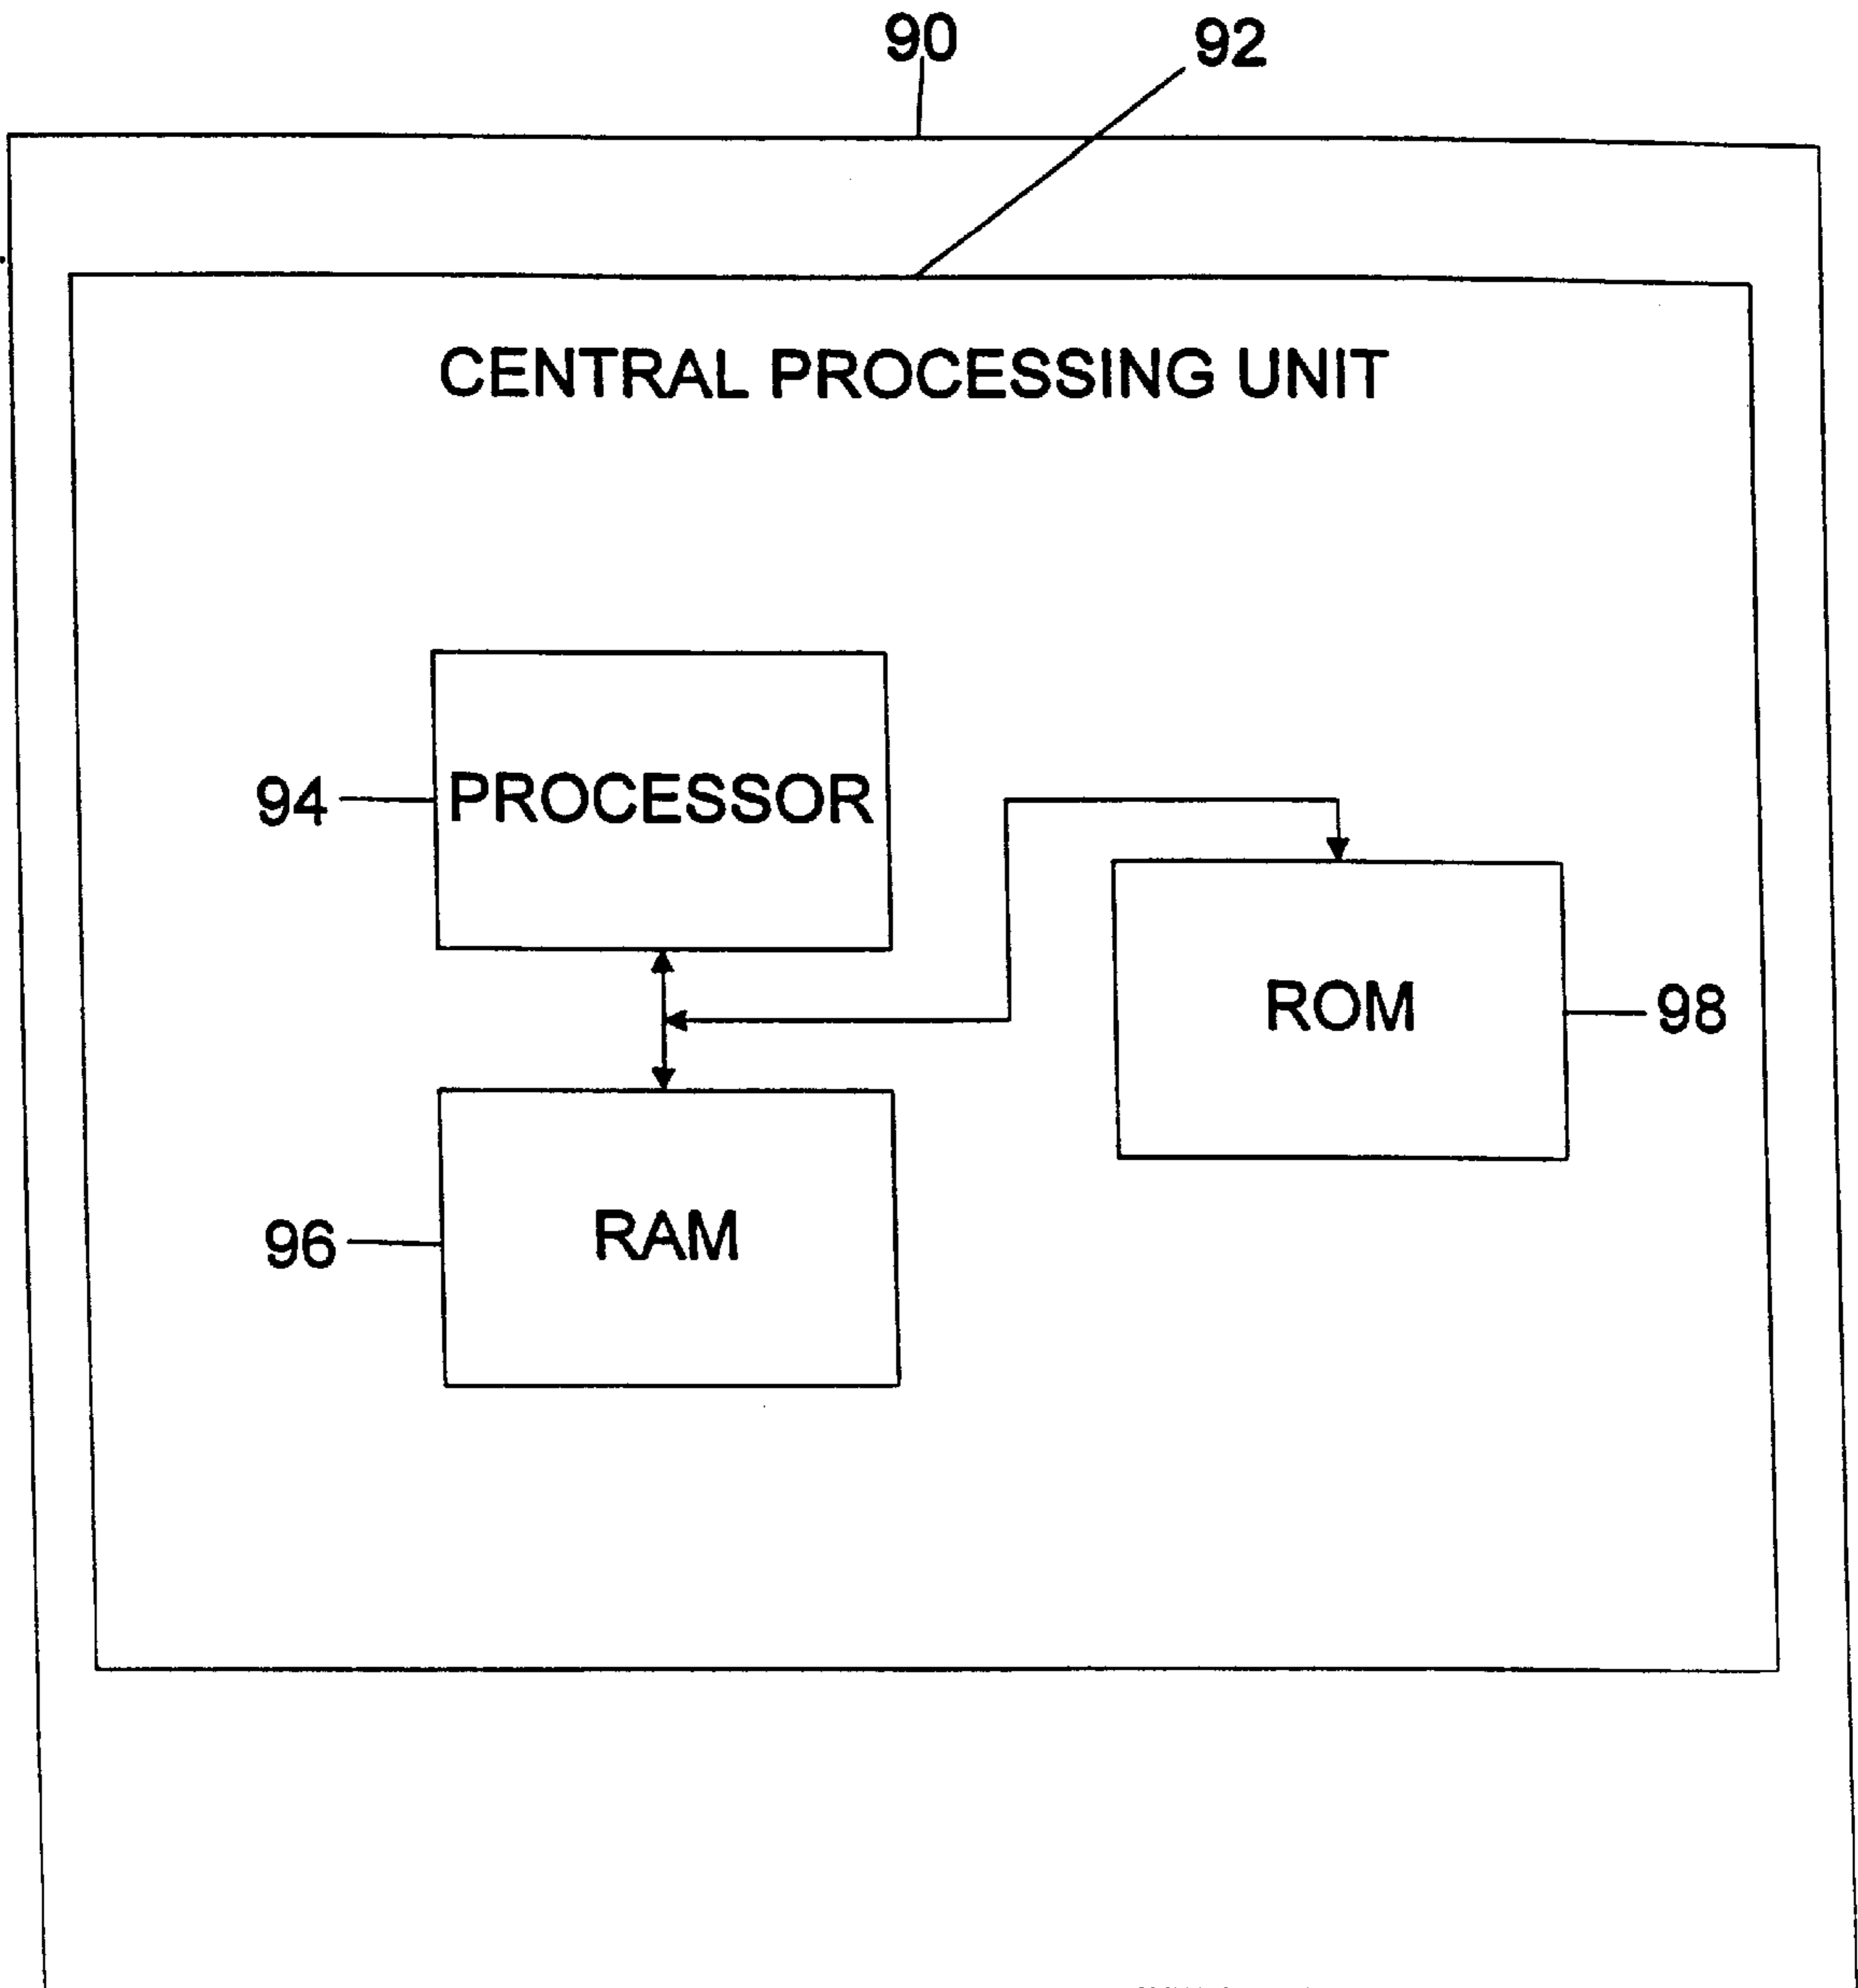 90
92
CENTRAL PROCESSING UNIT
94
PROCESSOR
ROM
98
96
RAM